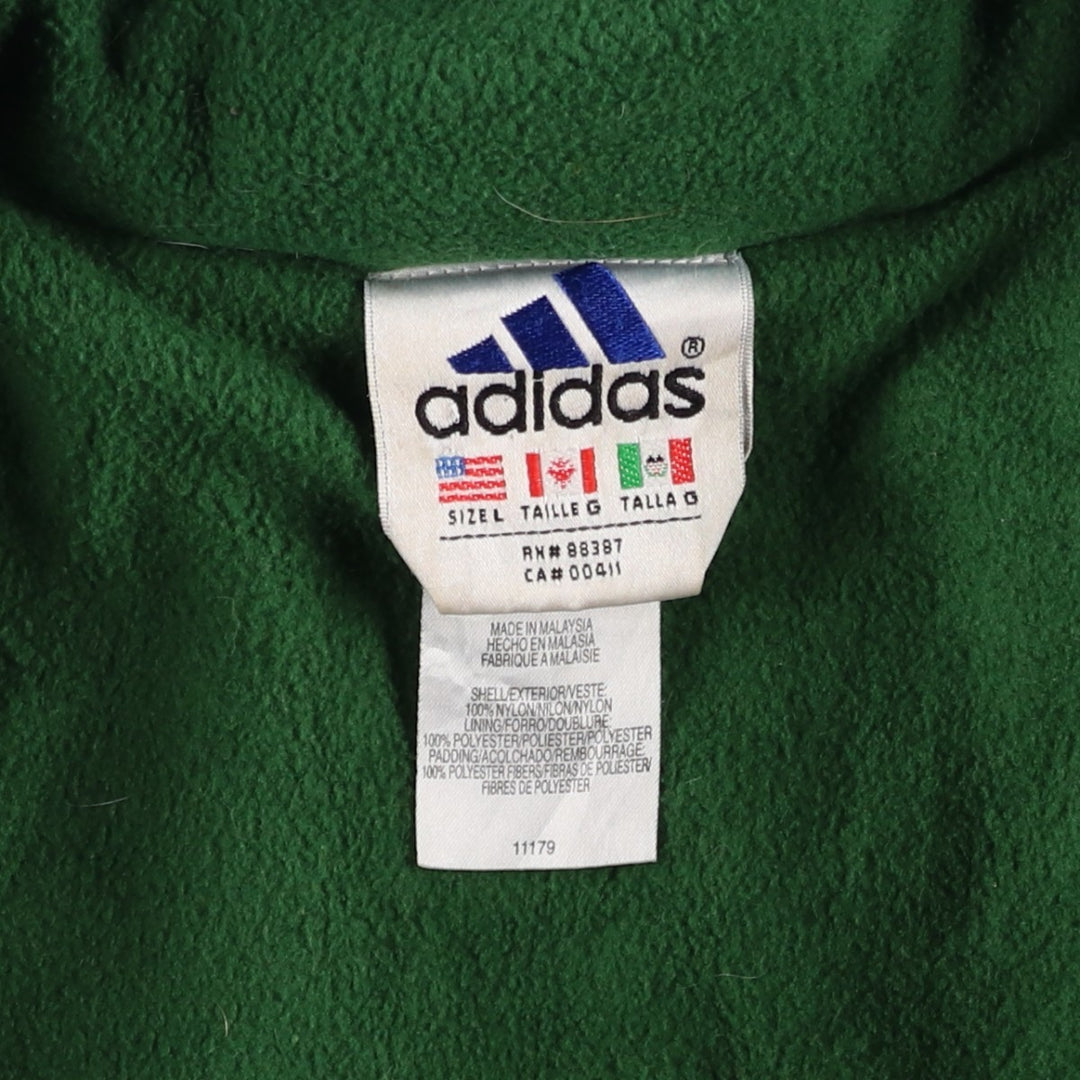 adidas®
SIZE L TAILLE G TALLA G
RN# 88387
CA# 00411
MADE IN MALAYSIA
HECHO EN MALASIA
FABRIQUE A MALAISIE
SHELL/EXTERIOR/VESTE:
100% NYLON/NILON/NYLON
LINING/FORRO/DOUBLURE:
100% POLYESTER/POLIESTER/POLYESTER
PADDING/ACOLCHADO/REMBOURRAGE:
100% POLYESTER FIBERS/FIBRAS DE POLIESTER/
FIBRES DE POLYESTER
11179